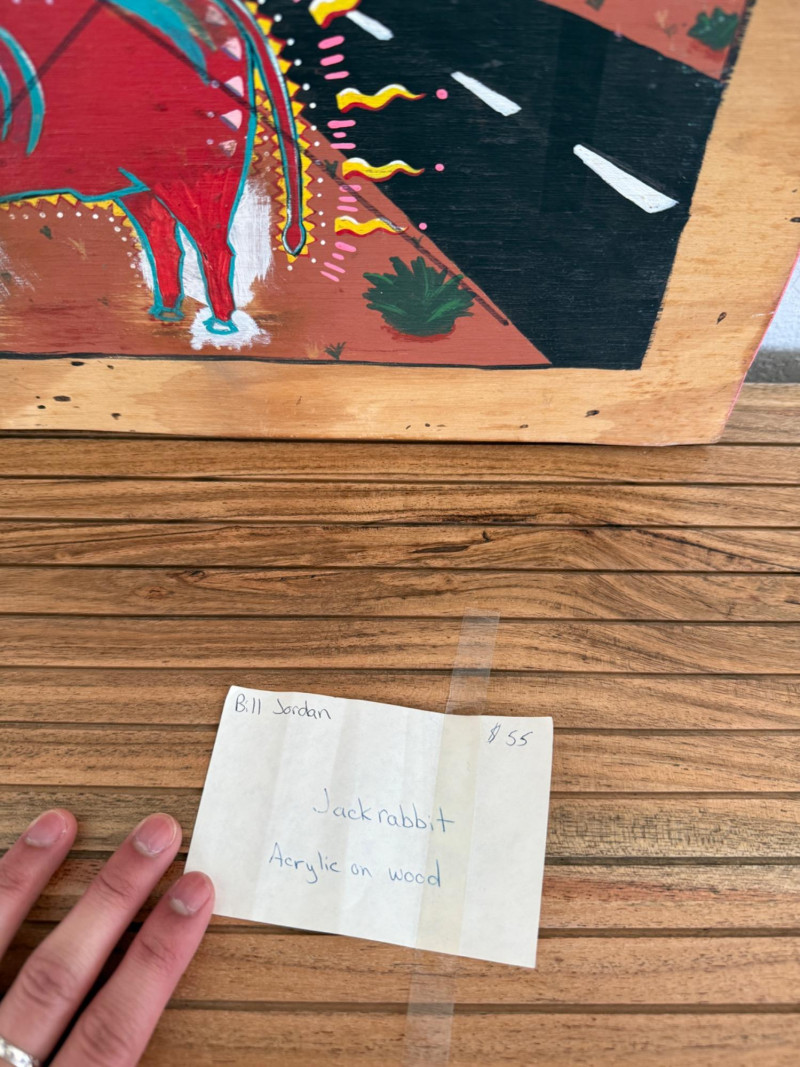 Bill Jordan
$55
Jackrabbit
Acrylic on wood